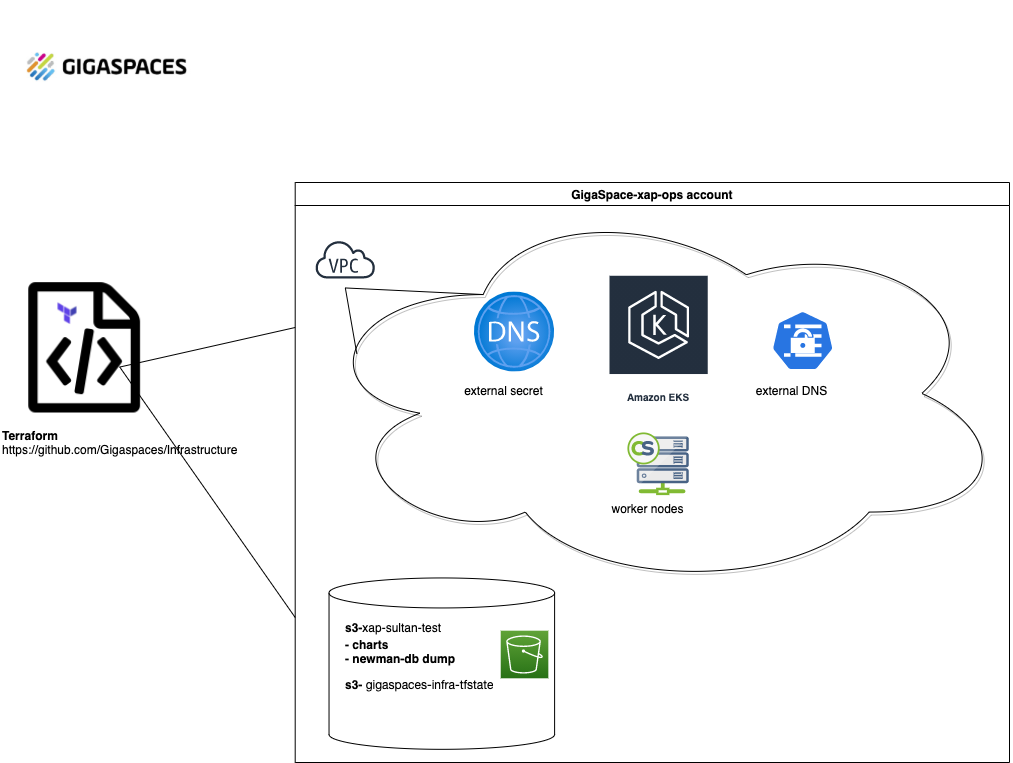 GIGASPACES
GigaSpace-xap-ops account
VPC
DNS
K
external secret
Amazon EKS
external DNS
Terraform
https://github.com/Gigaspaces/Infrastructure
CS
worker nodes
s3-xap-sultan-test
- charts
- newman-db dump
s3- gigaspaces-infra-tfstate